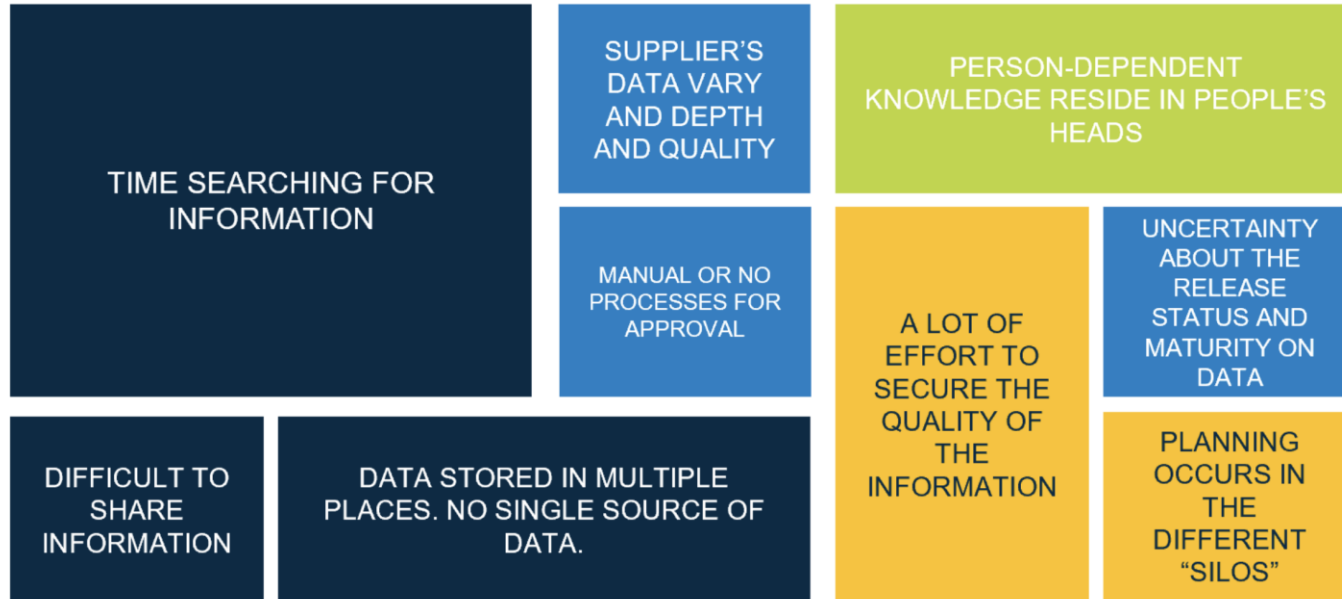 TIME SEARCHING FOR
INFORMATION
SUPPLIER'S
DATA VARY
AND DEPTH
AND QUALITY
PERSON-DEPENDENT
KNOWLEDGE RESIDE IN PEOPLE'S
HEADS
MANUAL OR NO
PROCESSES FOR
APPROVAL
A LOT OF
EFFORT TO
SECURE THE
QUALITY OF
THE
INFORMATION
UNCERTAINTY
ABOUT THE
RELEASE
STATUS AND
MATURITY ON
DATA
DIFFICULT TO
SHARE
INFORMATION
DATA STORED IN MULTIPLE
PLACES. NO SINGLE SOURCE OF
DATA.
PLANNING
OCCURS IN
THE
DIFFERENT
“SILOS”